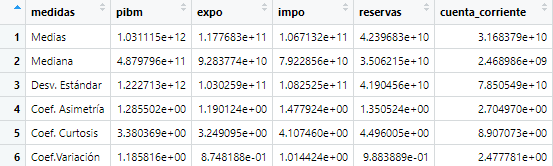 medidas pibm expo impo reservas cuenta_corriente
1 Medias 1.031115e+12 1.177683e+11 1.067132e+11 4.239683e+10 3.168379e+10
2 Mediana 4.879796e+11 9.283774e+10 7.922856e+10 3.506215e+10 2.468986e+09
3 Desv. Estándar 1.222713e+12 1.030259e+11 1.082525e+11 4.190456e+10 7.850549e+10
4 Coef. Asimetría 1.285502e+00 1.190124e+00 1.477924e+00 1.350524e+00 2.704970e+00
5 Coef. Curtosis 3.380369e+00 3.249095e+00 4.107460e+00 4.496005e+00 8.907073e+00
6 Coef.Variación 1.185816e+00 8.748188e-01 1.014424e+00 9.883889e-01 2.477781e+00